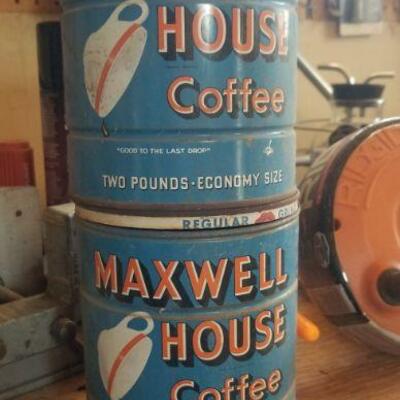 HOUSE
Coffee
"GOOD TO THE LAST DROP"
TWO POUNDS · ECONOMY SIZE
REGULAR
MAXWELL
HOUSE
Coffee